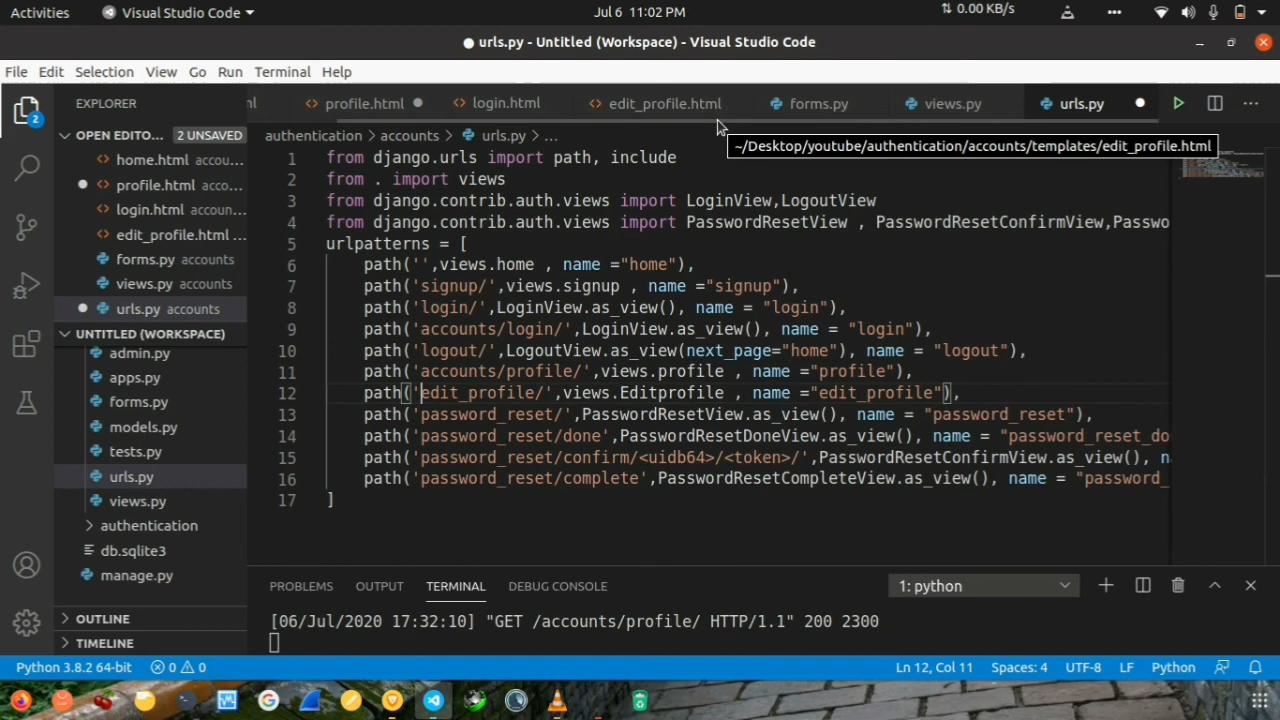 Activities
Visual Studio Code
Jul 6 11:02 PM
0.00 KB/s
urls.py - Untitled (Workspace) - Visual Studio Code
File Edit Selection View Go Run Terminal Help
EXPLORER
nl
profile.html
login.html
edit_profile.html
forms.py
views.py
urls.py
OPEN EDITO...
2 UNSAVED
home.html accou...
profile.html acco...
login.html accoun...
edit_profile.html ...
forms.py accounts
views.py accounts
urls.py accounts
2
UNTITLED (WORKSPACE)
admin.py
apps.py
forms.py
models.py
tests.py
urls.py
views.py
authentication
db.sqlite3
manage.py
OUTLINE
TIMELINE
authentication > accounts > urls.py > ...
~/Desktop/youtube/authentication/accounts/templates/edit_profile.html
1 from django.urls import path, include
2 from . import views
3 from django.contrib.auth.views import LoginView,LogoutView
4 from django.contrib.auth.views import PasswordResetView , PasswordResetConfirmView,Passwo
5 urlpatterns = [
6 path('',views.home , name ="home"),
7 path('signup/',views.signup , name ="signup"),
8 path('login/',LoginView.as_view(), name = "login"),
9 path('accounts/login/',LoginView.as_view(), name = "login"),
10 path('logout/',LogoutView.as_view(next_page="home"), name = "logout"),
11 path('accounts/profile/',views.profile , name ="profile"),
12 path('edit_profile/',views.Editprofile , name ="edit_profile"),
13 path('password_reset/',PasswordResetView.as_view(), name = "password_reset"),
14 path('password_reset/done',PasswordResetDoneView.as_view(), name = "password_reset_do
15 path('password_reset/confirm/<uidb64>/<token>/',PasswordResetConfirmView.as_view(), na
16 path('password_reset/complete',PasswordResetCompleteView.as_view(), name = "password_
17 ]
PROBLEMS OUTPUT TERMINAL DEBUG CONSOLE
1: python
[06/Jul/2020 17:32:10] "GET /accounts/profile/ HTTP/1.1" 200 2300
Python 3.8.2 64-bit
0
0
Ln 12, Col 11
Spaces: 4
UTF-8
LF
Python